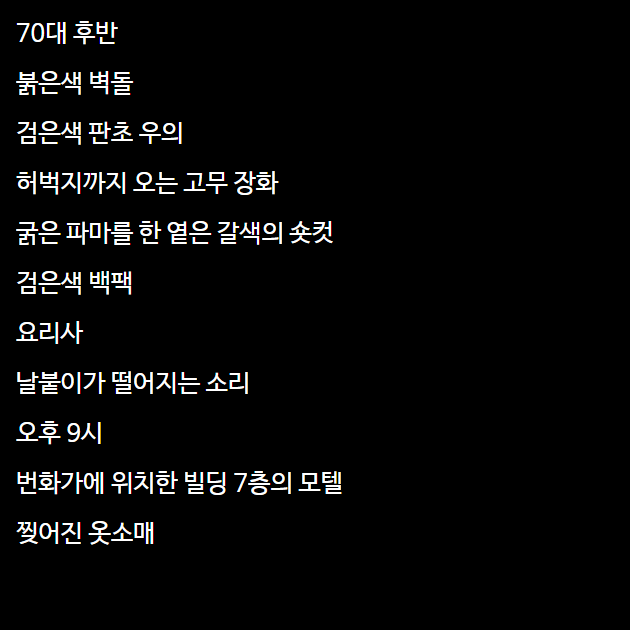 70대 후반
붉은색 벽돌
검은색 판초 우의
허벅지까지 오는 고무 장화
굵은 파마를 한 옅은 갈색의 숏컷
검은색 백팩
요리사
날붙이가 떨어지는 소리
오후 9시
번화가에 위치한 빌딩 7층의 모텔
찢어진 옷소매